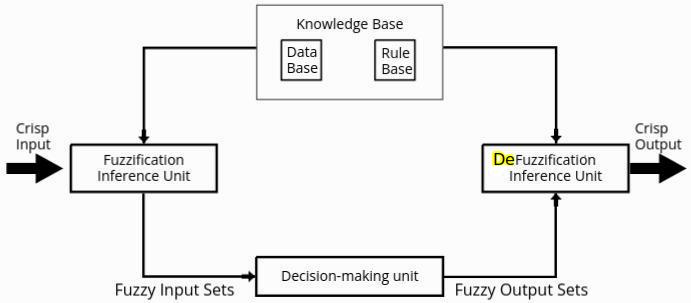 Knowledge Base
Data
Base
Rule
Base
Crisp
Input
Fuzzification
Inference Unit
DeFuzzification
Inference Unit
Crisp
Output
Decision-making unit
Fuzzy Input Sets
Fuzzy Output Sets